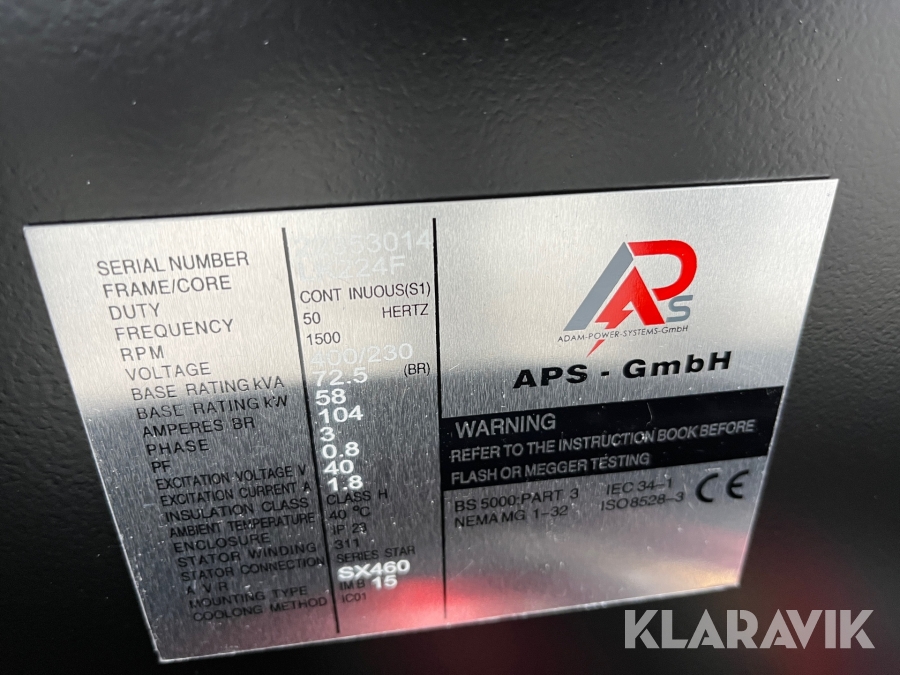 SERIAL NUMBER 53014
FRAME/CORE 224F
DUTY CONT INUOUS(S1)
FREQUENCY 50 HERTZ
RPM 1500
VOLTAGE 400/230
BASE RATING kVA 72.5 (BR)
BASE RATING kW 58
AMPERES BR 104
PHASE 3
PF 0.8
EXCITATION VOLTAGE V 40
EXCITATION CURRENT A 1.8
INSULATION CLASS CLASS H
AMBIENT TEMPERATURE 40 °C
ENCLOSURE IP 23
STATOR WINDING 311
STATOR CONNECTION SERIES STAR
A V R SX460
MOUNTING TYPE IM B 15
COOLONG METHOD IC01
APs
ADAM-POWER-SYSTEMS-GmbH
APS - GmbH
WARNING
REFER TO THE INSTRUCTION BOOK BEFORE
FLASH OR MEGGER TESTING
BS 5000:PART 3 IEC 34-1
NEMA MG 1-32 ISO8528-3
CE
KLARAVIK